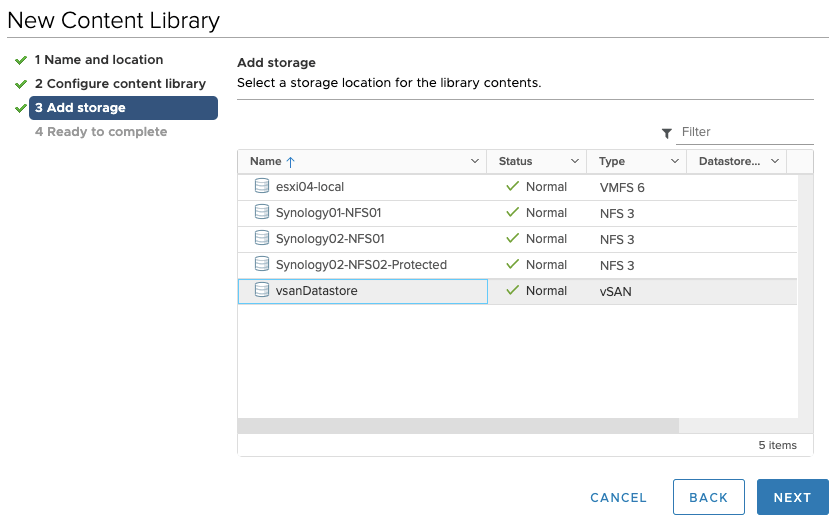 New Content Library
1 Name and location
2 Configure content library
3 Add storage
4 Ready to complete
Add storage
Select a storage location for the library contents.
Filter
Name Status Type Datastore...
esxi04-local Normal VMFS 6
Synology01-NFS01 Normal NFS 3
Synology02-NFS01 Normal NFS 3
Synology02-NFS02-Protected Normal NFS 3
vsanDatastore Normal vSAN
5 items
CANCEL BACK NEXT